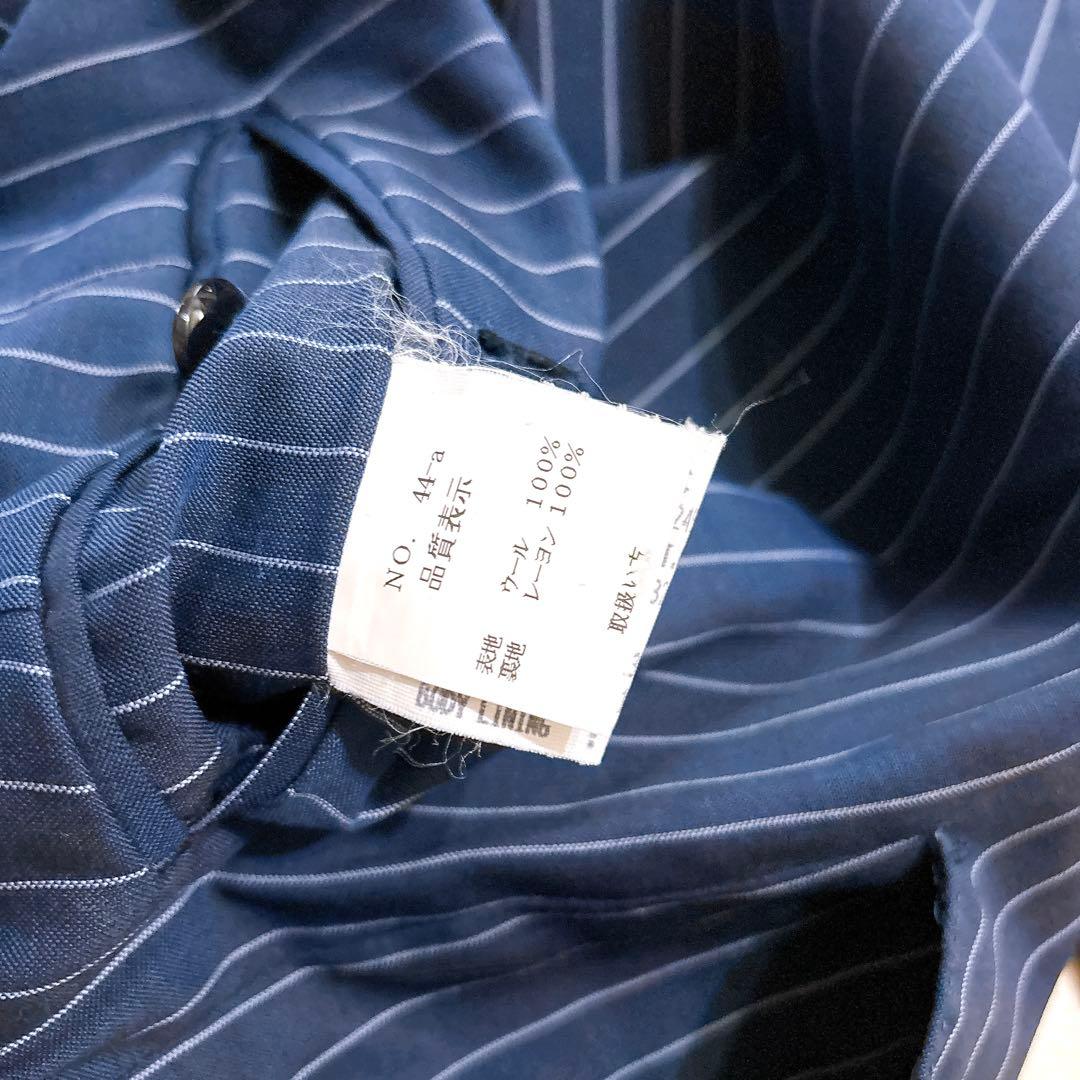 NO. 44-a
品質表示
表地 ウール 100%
裏地 レーヨン 100%
取扱い
BODY LINING